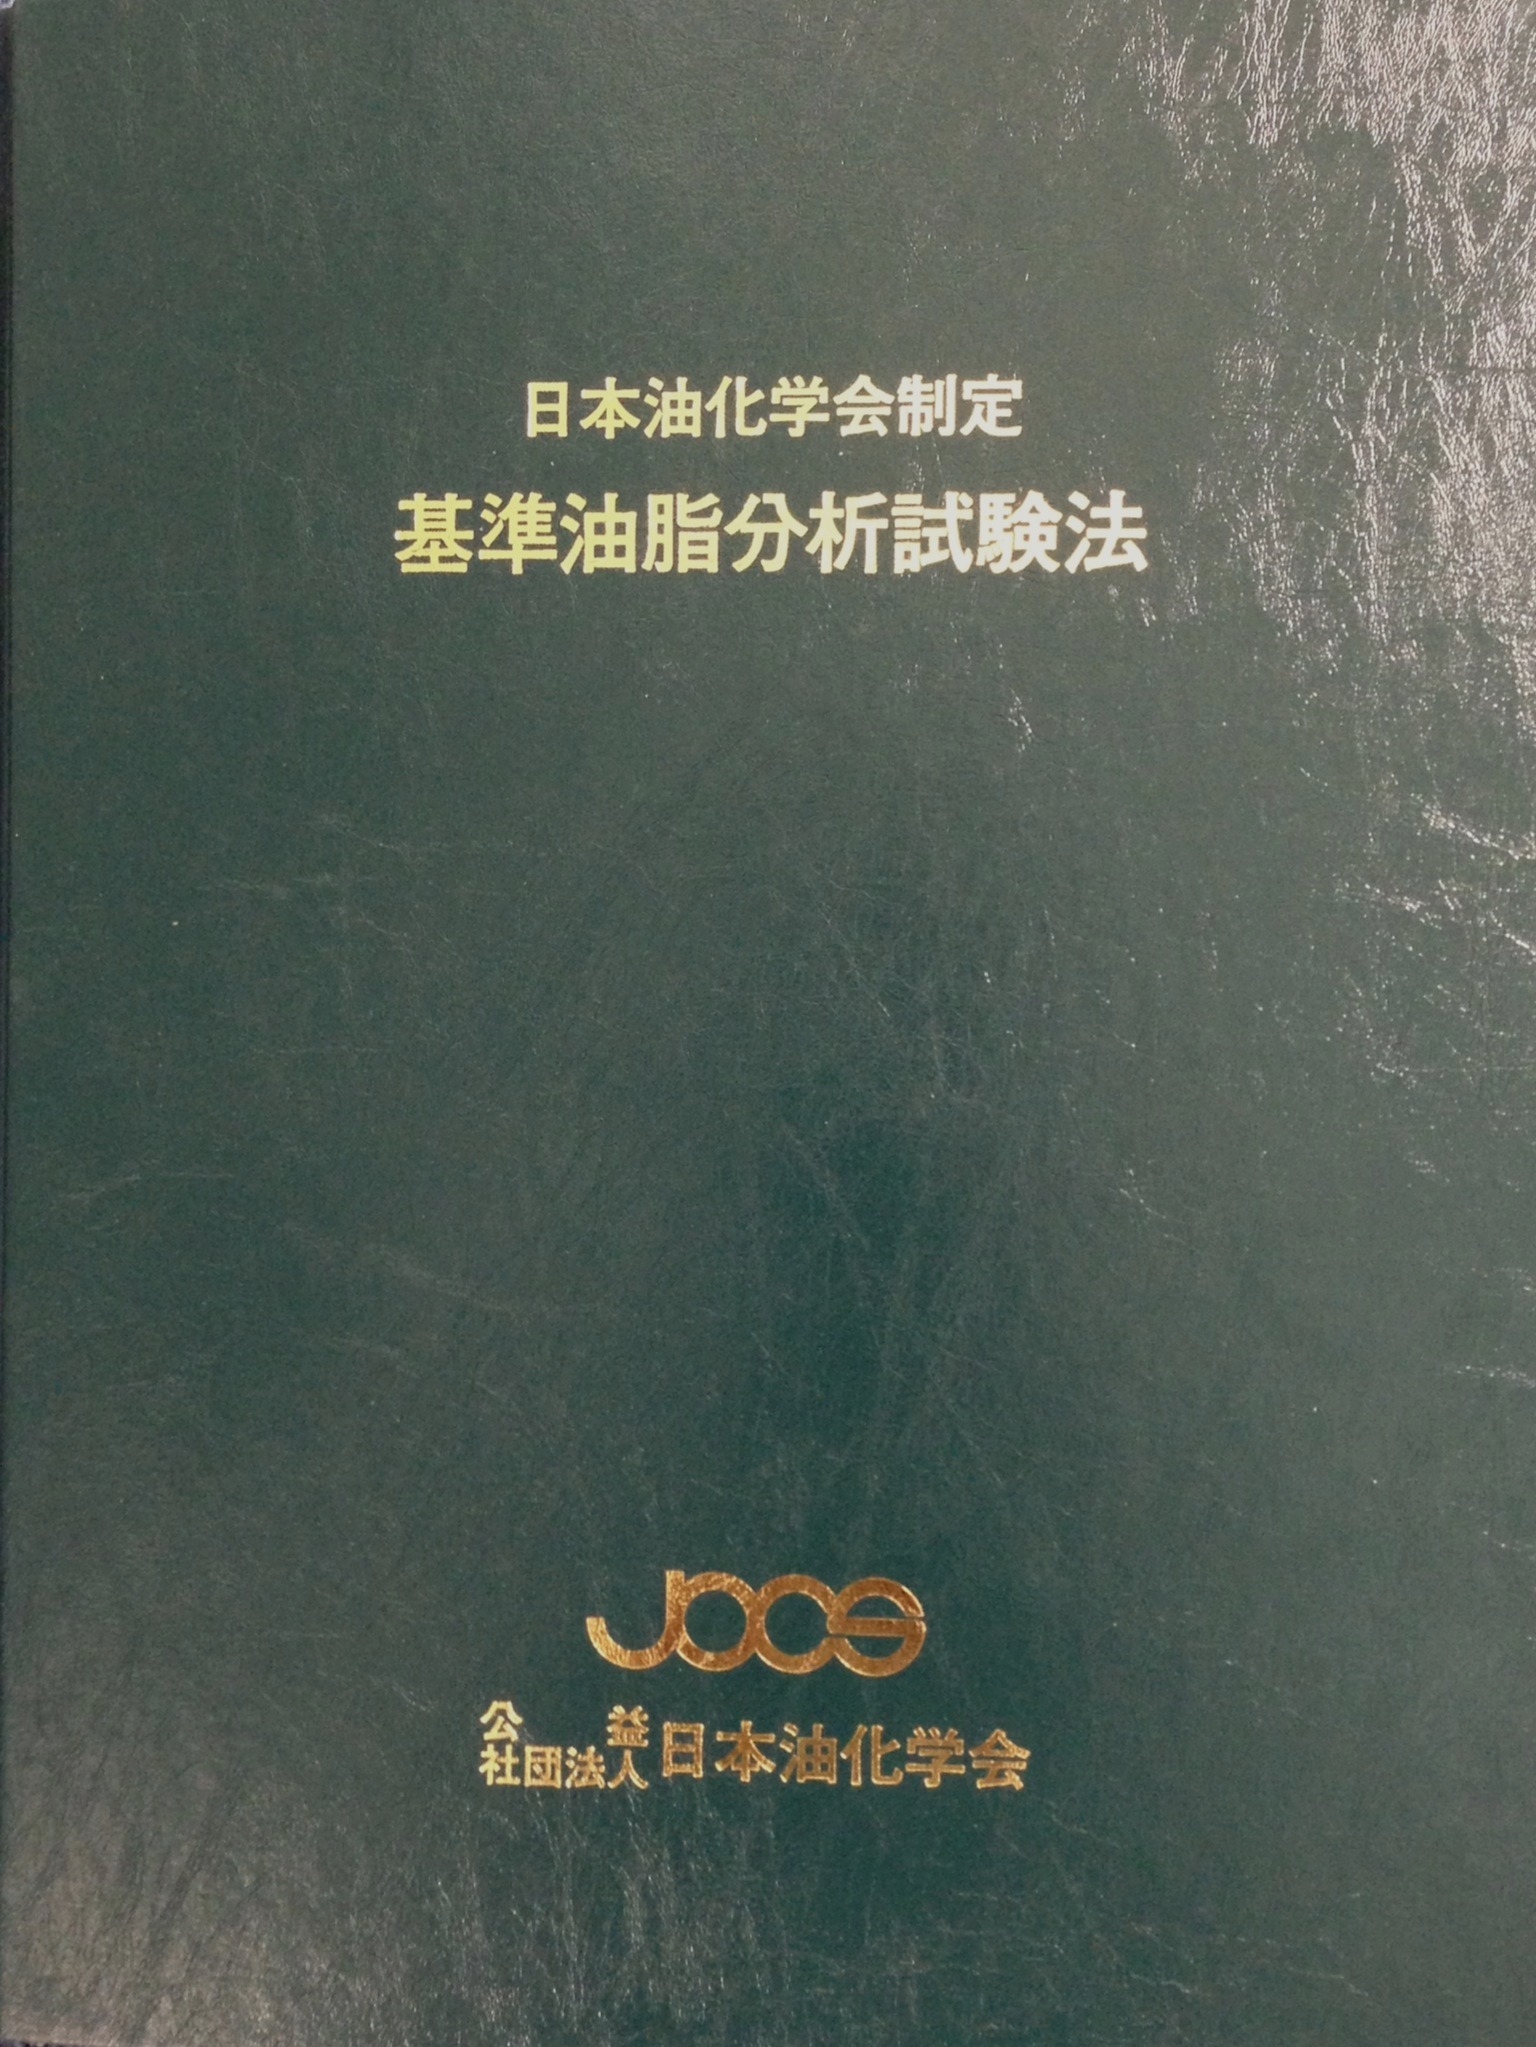 日本油化学会制定
基準油脂分析試験法
JOCS
公益
社団法人 日本油化学会